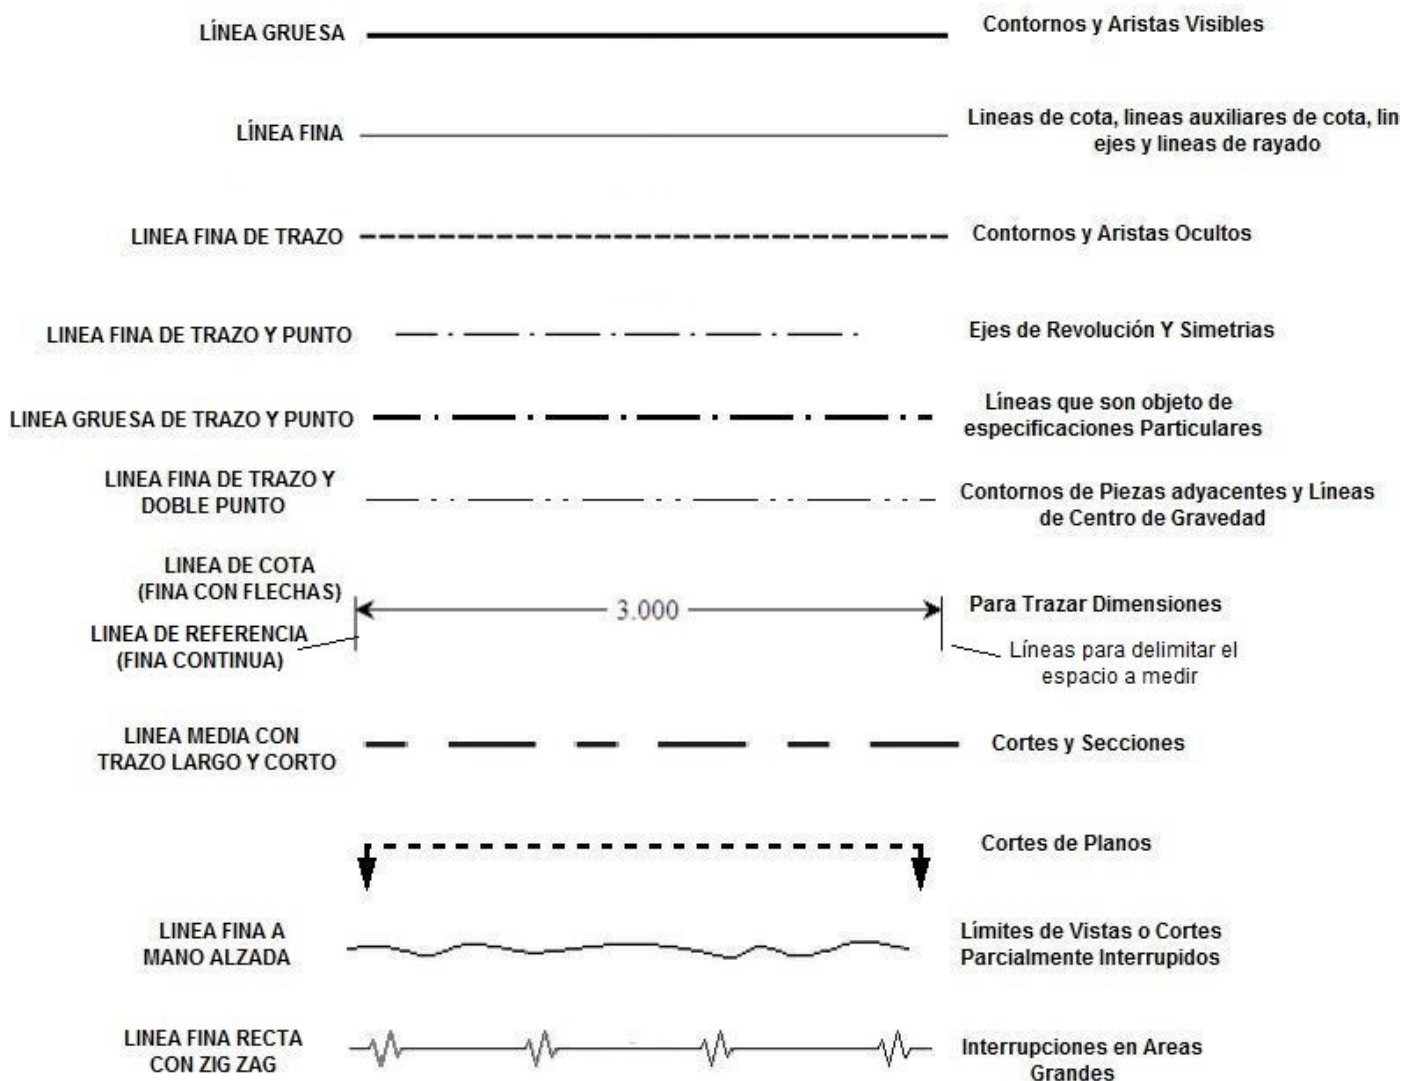 LÍNEA GRUESA
Contornos y Aristas Visibles
LÍNEA FINA
Lineas de cota, lineas auxiliares de cota, lin
ejes y lineas de rayado
LINEA FINA DE TRAZO
Contornos y Aristas Ocultos
LINEA FINA DE TRAZO Y PUNTO
Ejes de Revolución Y Simetrias
LINEA GRUESA DE TRAZO Y PUNTO
Líneas que son objeto de
especificaciones Particulares
LINEA FINA DE TRAZO Y
DOBLE PUNTO
Contornos de Piezas adyacentes y Líneas
de Centro de Gravedad
LINEA DE COTA
(FINA CON FLECHAS)
3.000
Para Trazar Dimensiones
LINEA DE REFERENCIA
(FINA CONTINUA)
Líneas para delimitar el
espacio a medir
LINEA MEDIA CON
TRAZO LARGO Y CORTO
Cortes y Secciones
Cortes de Planos
LINEA FINA A
MANO ALZADA
Límites de Vistas o Cortes
Parcialmente Interrupidos
LINEA FINA RECTA
CON ZIG ZAG
Interrupciones en Areas
Grandes